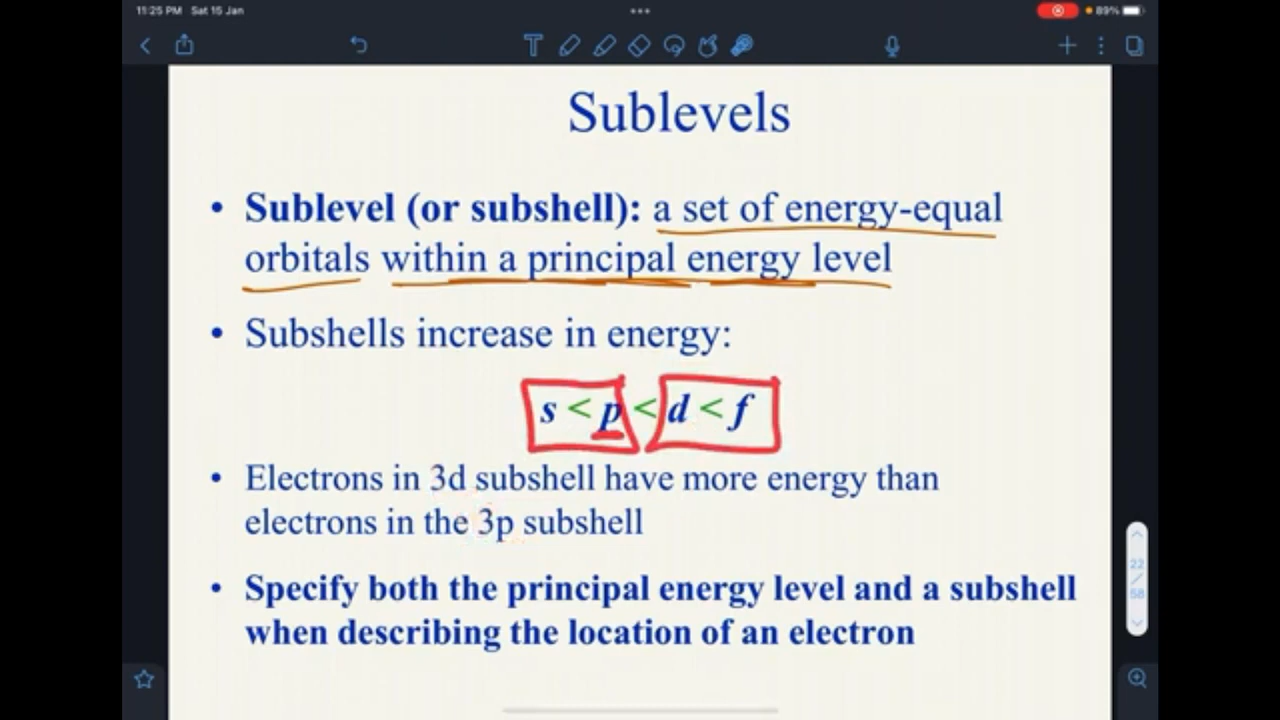 11:25 PM Sat 15 Jan
89%
Sublevels
• Sublevel (or subshell): a set of energy-equal
orbitals within a principal energy level
• Subshells increase in energy:
s < p < d < f
• Electrons in 3d subshell have more energy than
electrons in the 3p subshell
• Specify both the principal energy level and a subshell
when describing the location of an electron
22
/
58